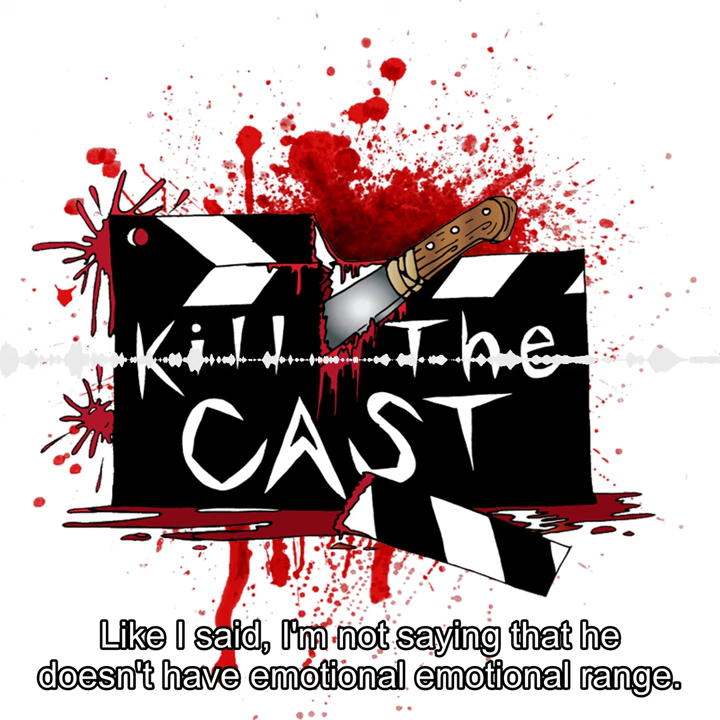 Kill The
CAST
Like I said, I'm not saying that he
doesn't have emotional emotional range.